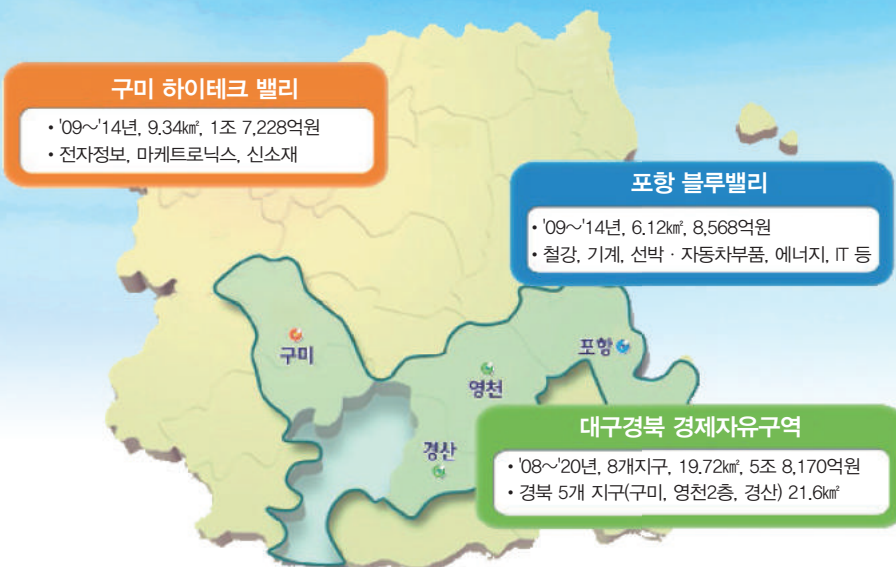 구미 하이테크 밸리
• '09~'14년, 9.34㎢, 1조 7,228억원
• 전자정보, 마케트로닉스, 신소재
포항 블루밸리
• '09~'14년, 6.12㎢, 8,568억원
• 철강, 기계, 선박 · 자동차부품, 에너지, IT 등
구미
포항
영천
경산
대구경북 경제자유구역
• '08~'20년, 8개지구, 19.72㎢, 5조 8,170억원
• 경북 5개 지구(구미, 영천2층, 경산) 21.6㎢